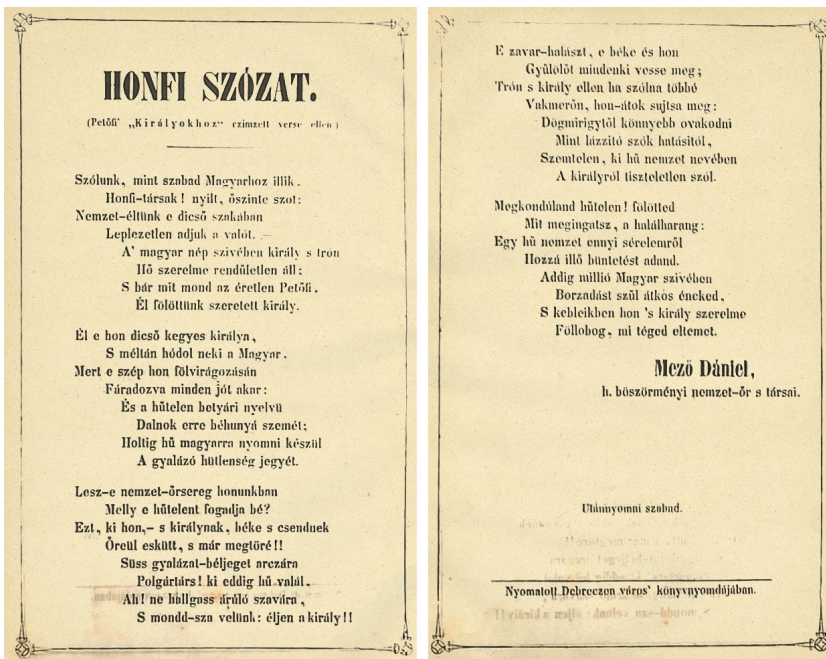 HONFI SZÓZAT.
(Petőfi' „Királyokhoz" czimzett verse ellen)
Szólunk, mint szabad Magyarhoz illik.
Honfi-társak! nyilt, őszinte szót:
Nemzet-éltünk e dicső szakában
Leplezetlen adjuk a valót. —
A' magyar nép szivében király s trón
Hő szerelme rendületlen áll;
S bár mit mond az éretlen Petőfi.
Él fölöttünk szeretett király.
Él e hon dicső kegyes királya,
S méltán hódol neki a Magyar.
Mert e szép hon fölvirágozásán
Fáradozva minden jót akar:
És a hűtelen betyári nyelvü
Dalnok erre béhunyá szemét;
Holtig hű magyarra nyomni készül
A gyalázó hütlenség jegyét.
Lesz-e nemzet-őrsereg honunkban
Melly e hűtelent fogadja bé?
Ezt, ki hon,- s királynak, béke s csendnek
Őréül eskütt, s már megtöré!!
Süss gyalázat-béljeget arczára
Polgártárs! ki eddig hű valál.
Ah! ne hallgass áruló szavára,
S mondd-sza velünk: éljen a király!!
E zavar-halászt, e béke és hon
Gyülölőt mindenki vesse meg;
Trón s király ellen ha szólna többé
Vakmerőn, hon-átok sujtsa meg:
Dögmirigytől könnyebb ovakodni
Mint lázzitó szók hatásitól,
Szemtelen, ki hű nemzet nevében
A királyról tiszteletlen szól.
Megkondúland hűtelen! fölötted
Mit megingatsz, a halálharang:
Egy hű nemzet ennyi sérelemről
Hozzá illő büntetést adand.
Addig millió Magyar szivében
Borzadást szül átkos éneked,
S kebleikben hon 's király szerelme
Föllobog, mi téged eltemet.
Mező Dániel,
h. böszörményi nemzet-őr s társai.
Utánnyomni szabad.
Nyomatott Debreczen város' könyvnyomdájában.